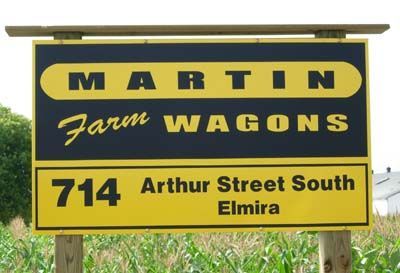 MARTIN
Farm WAGONS
714 Arthur Street South
Elmira